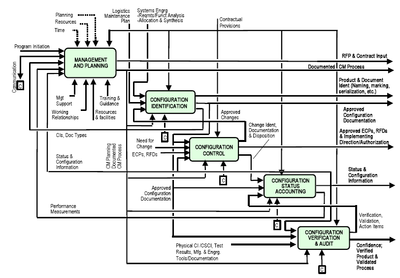 Planning
Resources
Time
Logistics
Maintenance
Plan
Systems Engrg
-Reqmts/Funct Analysis
-Allocation & Synthesis
Contractual
Provisions
Program Initiation
Communication
MANAGEMENT
AND PLANNING
RFP & Contract Input
Documented CM Process
Mgt
Support
Training &
Guidance
Working
Relationships
Resources
& facilities
CONFIGURATION
IDENTIFICATION
Product & Document
Ident (Naming, marking,
serialization, etc.)
Approved
Configuration
Documentation
CIs, Doc Types
Approved
Changes
Change Ident,
Documentation
& Disposition
Need for
Change
ECPs, RFDs
CONFIGURATION
CONTROL
Approved ECPs, RFDs &
Implementing
Direction/Authorization
Status &
Configuration
Information
CM Planning
Documented
CM Process
Approved
Configuration
Documentation
CONFIGURATION
STATUS
ACCOUNTING
Status &
Configuration
Information
Performance
Measurements
Verification,
Validation,
Action Items
Physical CI /CSCI, Test
Results, Mfg. & Engrg.
Tools/Documentation
CONFIGURATION
VERIFICATION
& AUDIT
Confidence;
Verified
Product &
Validated
Process